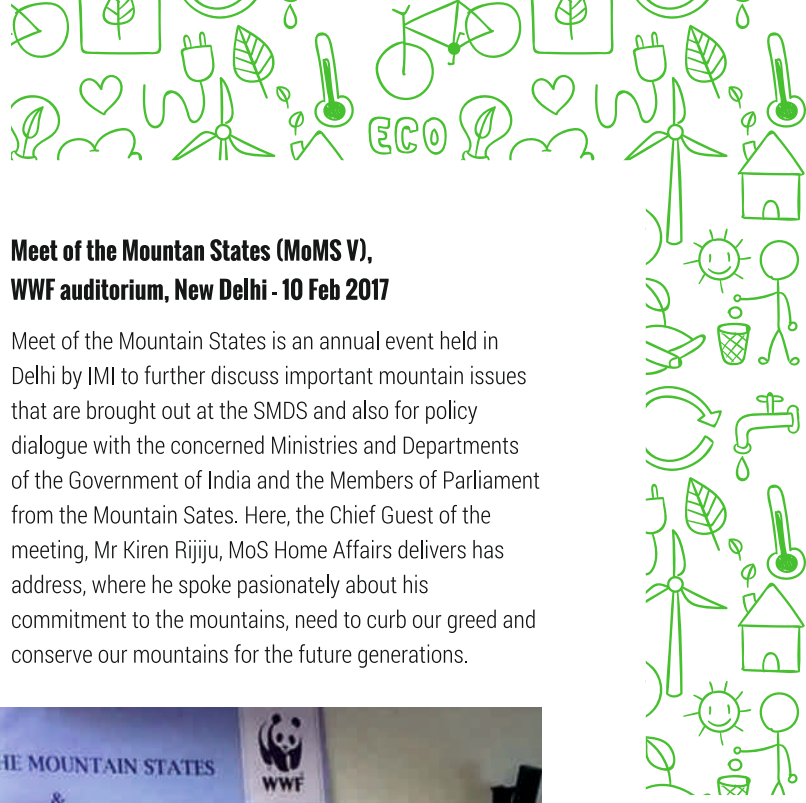 ECO
Meet of the Mountan States (MoMS V),
WWF auditorium, New Delhi - 10 Feb 2017
Meet of the Mountain States is an annual event held in
Delhi by IMI to further discuss important mountain issues
that are brought out at the SMDS and also for policy
dialogue with the concerned Ministries and Departments
of the Government of India and the Members of Parliament
from the Mountain Sates. Here, the Chief Guest of the
meeting, Mr Kiren Rijiju, MoS Home Affairs delivers has
address, where he spoke pasionately about his
commitment to the mountains, need to curb our greed and
conserve our mountains for the future generations.
MOUNTAIN STATES
&
WWF